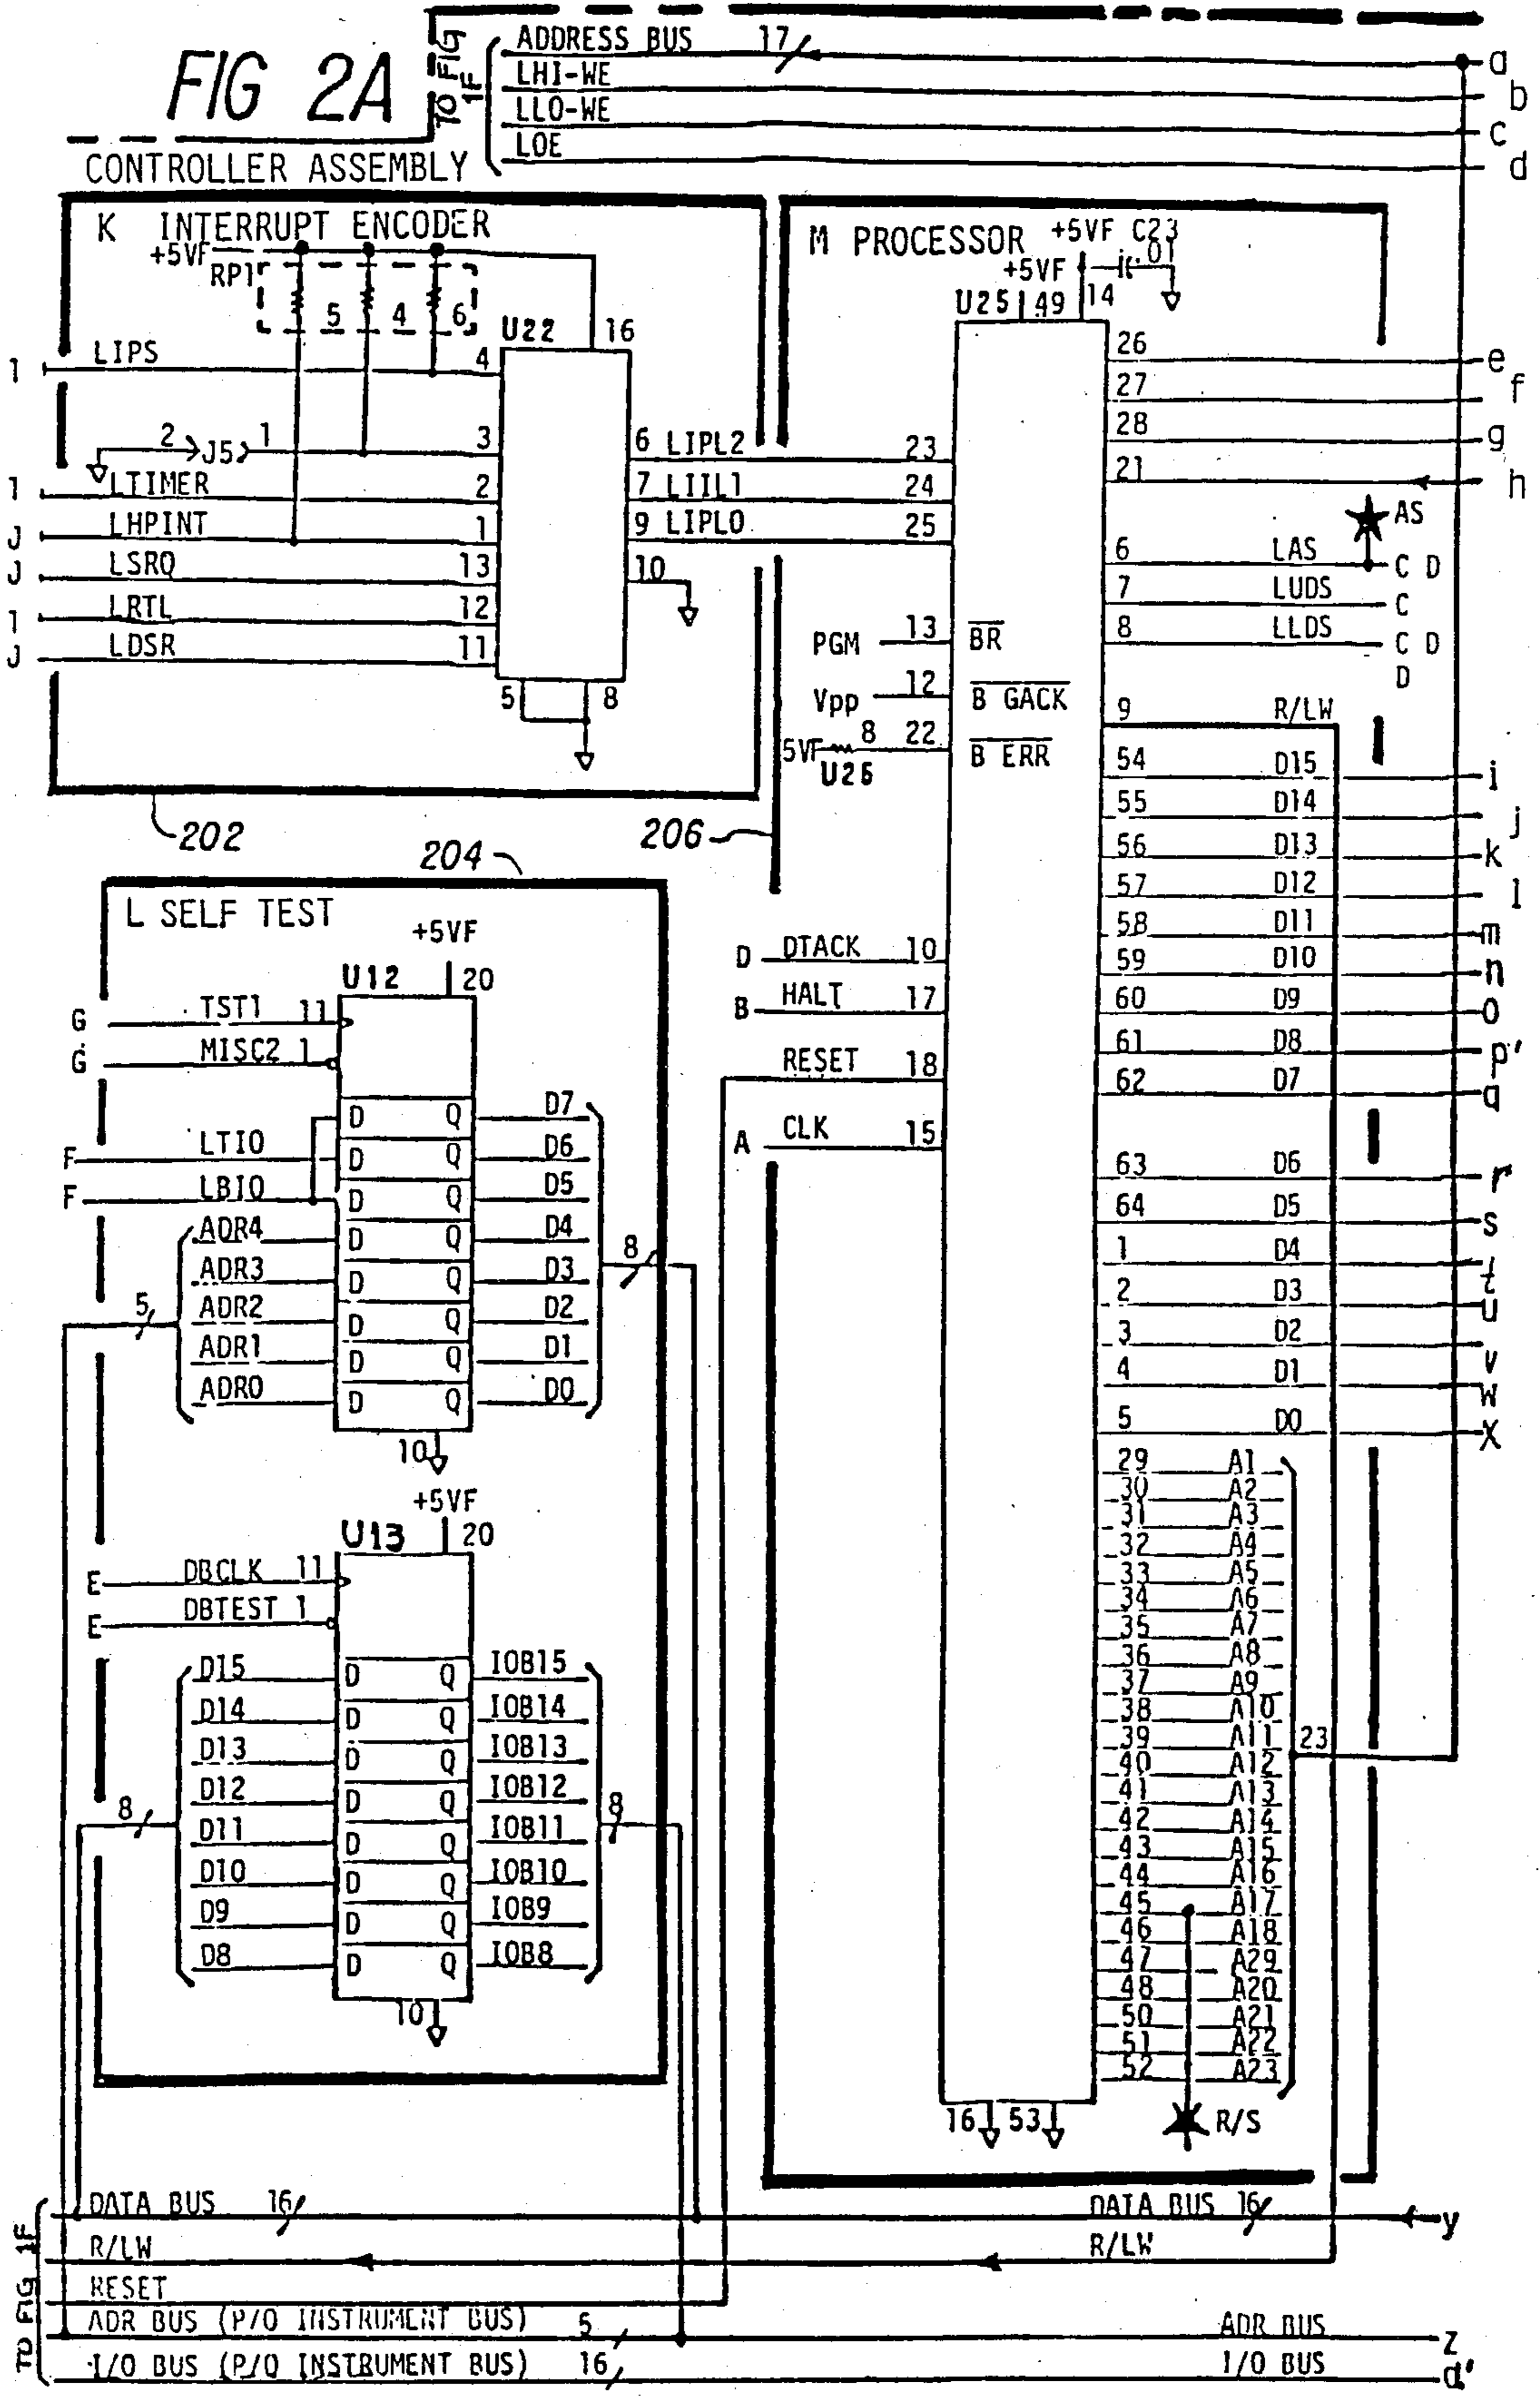 FIG 2A
TO FIG 1F
ADDRESS BUS 17 a
LHI-WE b
LLO-WE c
LOE d
CONTROLLER ASSEMBLY
K INTERRUPT ENCODER
+5VF
RP1
5 4 6
U22 16
1 LIPS 4
2 J5 1 3
1 LTIMER 2
J LHPINT 1
J LSRQ 13
1 LRTL 12
J LDSR 11
6 LIPL2 23
7 LIIL1 24
9 LIPL0 25
10
5 8
202
M PROCESSOR
+5VF C23
.01
+5VF
U25 49 14
26 e
27 f
28 g
21 h
AS
6 LAS C D
7 LUDS C
8 LLDS C D
D
PGM 13 BR
Vpp 12 B GACK
5VF 8 22 B ERR
U26
206
9 R/LW
54 D15 i
55 D14 j
56 D13 k
57 D12 l
58 D11 m
59 D10 n
60 D9 o
61 D8 p'
62 D7 q
63 D6 r
64 D5 s
1 D4 t
2 D3 u
3 D2 v
4 D1 w
5 D0 x
D DTACK 10
B HALT 17
RESET 18
A CLK 15
29 A1
30 A2
31 A3
32 A4
33 A5
34 A6
35 A7
36 A8
37 A9
38 A10
39 A11
40 A12
41 A13
42 A14
43 A15
44 A16
45 A17
46 A18
47 A29
48 A20
50 A21
51 A22
52 A23
23
16 53
R/S
204
L SELF TEST
+5VF
U12 20
G TST1 11
G MISC2 1
D Q D7
F LTIO D Q D6
F LBIO D Q D5
ADR4 D Q D4
ADR3 D Q D3
ADR2 D Q D2
ADR1 D Q D1
ADR0 D Q D0
5
8
10
+5VF
U13 20
E DBCLK 11
E DBTEST 1
D15 D Q IOB15
D14 D Q IOB14
D13 D Q IOB13
D12 D Q IOB12
D11 D Q IOB11
D10 D Q IOB10
D9 D Q IOB9
D8 D Q IOB8
8
8
10
TO FIG 1F
DATA BUS 16 DATA BUS 16 y
R/LW R/LW
RESET
ADR BUS (P/O INSTRUMENT BUS) 5 ADR BUS z
I/O BUS (P/O INSTRUMENT BUS) 16 I/O BUS d'